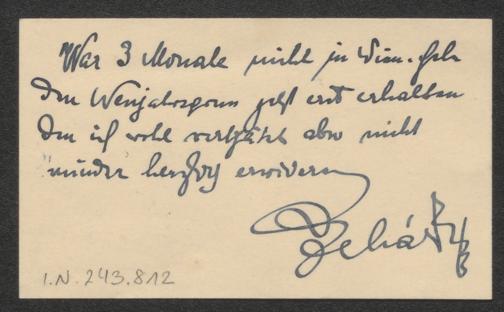 War 3 Monate nicht in Wien. habe
den Neujahrsgruss jetzt erst erhalten
den ich wohl verspätet aber nicht
minder herzlich erwidere
Lehár
I.N. 243.812